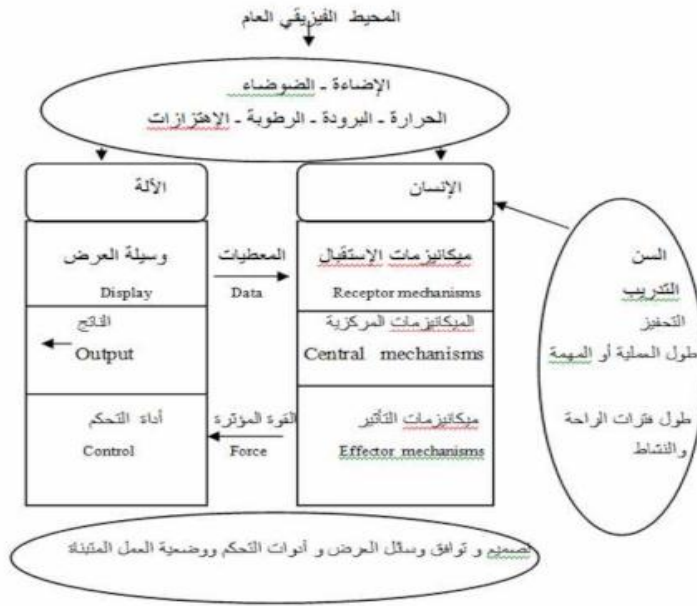 المحيط الفيزيقي العام
الإضاءة - الضوضاء
الحرارة - البرودة - الرطوبة - الإهتزازات
الإنسان
الألة
ميكانيزمات الإستقبال
Receptor mechanisms
المعطيات
Data
وسيلة العرض
Display
الميكانيزمات المركزية
Central mechanisms
الناتج
Output
ميكانيزمات التأثير
Effector mechanisms
القوة المؤثرة
Force
أداة التحكم
Control
السن
التدريب
التحفيز
طول العملية أو المهمة
طول فترات الراحة
والنشاط
تصميم و توافق وسائل العرض و أدوات التحكم ووضعية العمل المتبناة